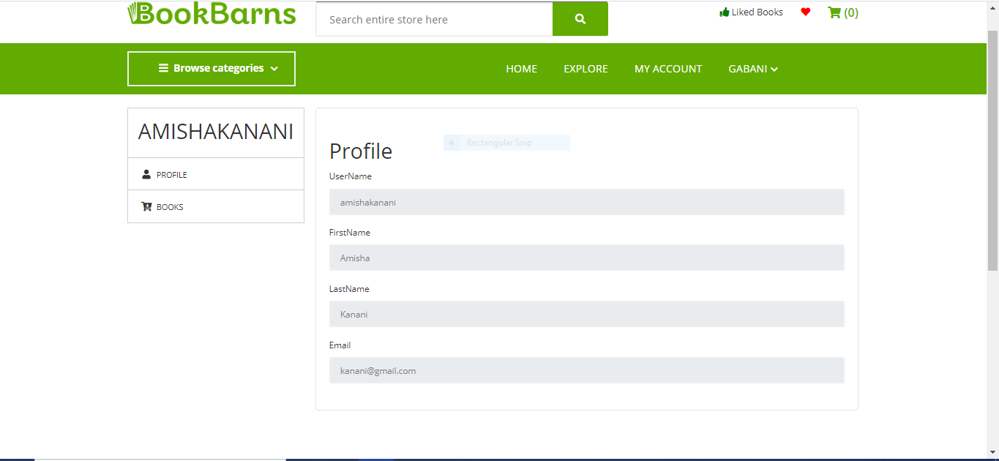 BookBarns
Search entire store here
Liked Books
(0)
Browse categories
HOME EXPLORE MY ACCOUNT GABANI
AMISHAKANANI
PROFILE
BOOKS
Rectangular Snip
Profile
UserName
amishakanani
FirstName
Amisha
LastName
Kanani
Email
kanani@gmail.com